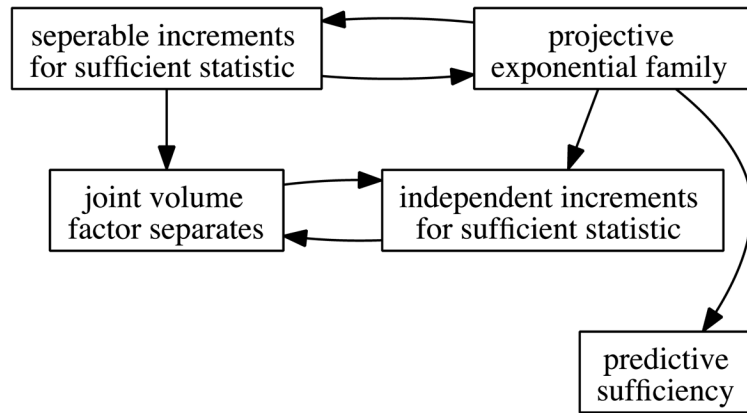 seperable increments
for sufficient statistic
projective
exponential family
joint volume
factor separates
independent increments
for sufficient statistic
predictive
sufficiency